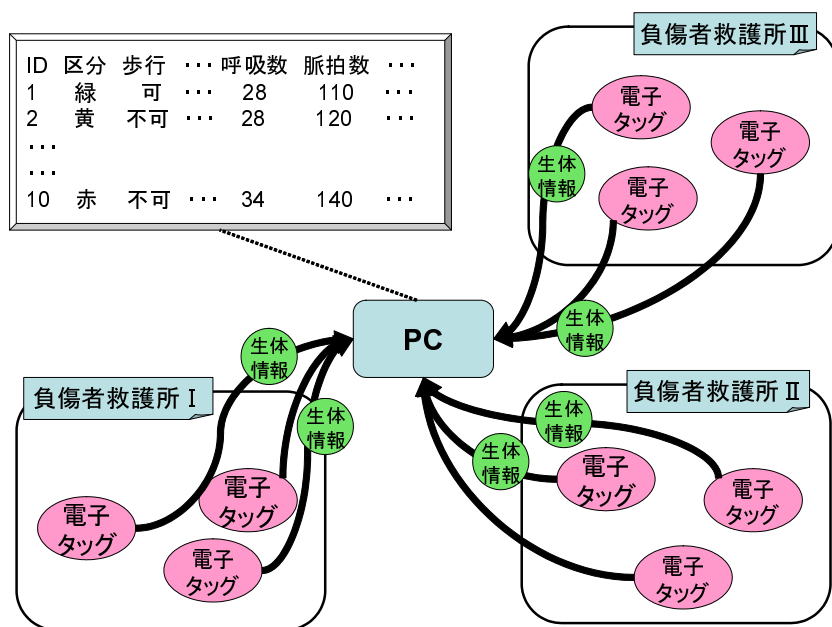 ID 区分 歩行 ･･･ 呼吸数 脈拍数 ･･･
1 緑 可 ･･･ 28 110 ･･･
2 黄 不可 ･･･ 28 120 ･･･
･･･
･･･
10 赤 不可 ･･･ 34 140 ･･･
負傷者救護所Ⅲ
電子
タッグ
電子
タッグ
生体
情報
電子
タッグ
生体
情報
PC
生体
情報
負傷者救護所Ⅰ
生体
情報
電子
タッグ
電子
タッグ
電子
タッグ
負傷者救護所Ⅱ
生体
情報
生体
情報
電子
タッグ
電子
タッグ
電子
タッグ